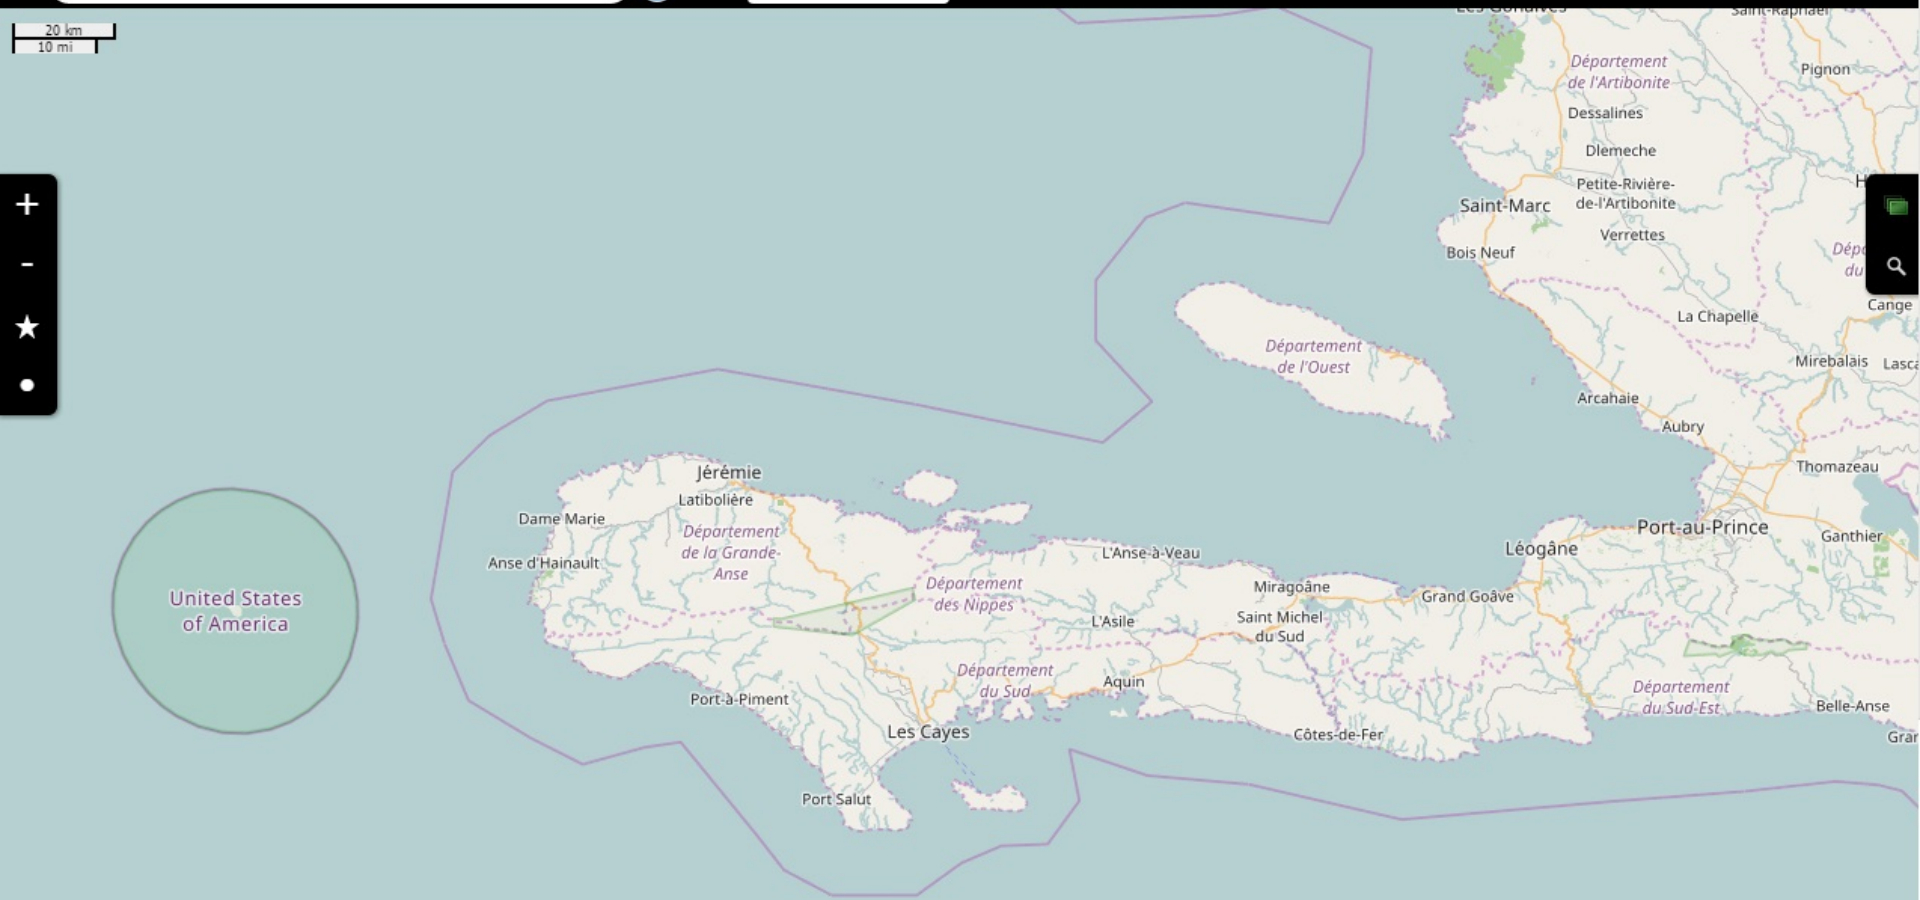 20 km
10 mi
Saint-Raphaël
Pignon
Département
de l'Artibonite
Dessalines
Dlemeche
Petite-Rivière-
de-l'Artibonite
Saint-Marc
Verrettes
Bois Neuf
Cange
La Chapelle
Département
de l'Ouest
Mirebalais
Arcahaie
Aubry
Thomazeau
Jérémie
Latibolière
Dame Marie
Port-au-Prince
Ganthier
Département
de la Grande-
Anse
Léogâne
L'Anse-à-Veau
Anse d'Hainault
Département
des Nippes
Miragoâne
Grand Goâve
United States
of America
L'Asile
Saint Michel
du Sud
Département
du Sud
Aquin
Département
du Sud-Est
Port-à-Piment
Belle-Anse
Les Cayes
Côtes-de-Fer
Port Salut